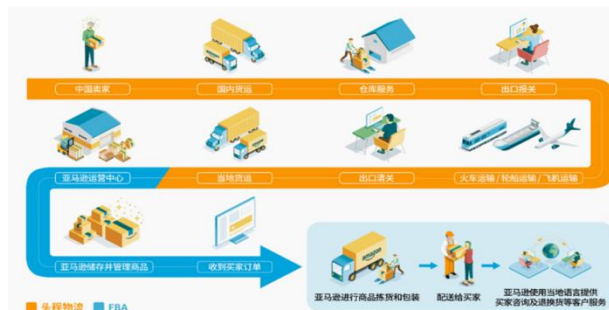 中国卖家
国内货运
仓库服务
出口报关
亚马逊运营中心
当地货运
出口清关
火车运输/轮船运输/飞机运输
亚马逊储存并管理商品
收到买家订单
amazon
亚马逊进行商品拣货和包装
配送给买家
亚马逊使用当地语言提供
买家咨询及退换货等客户服务
头程物流
FBA